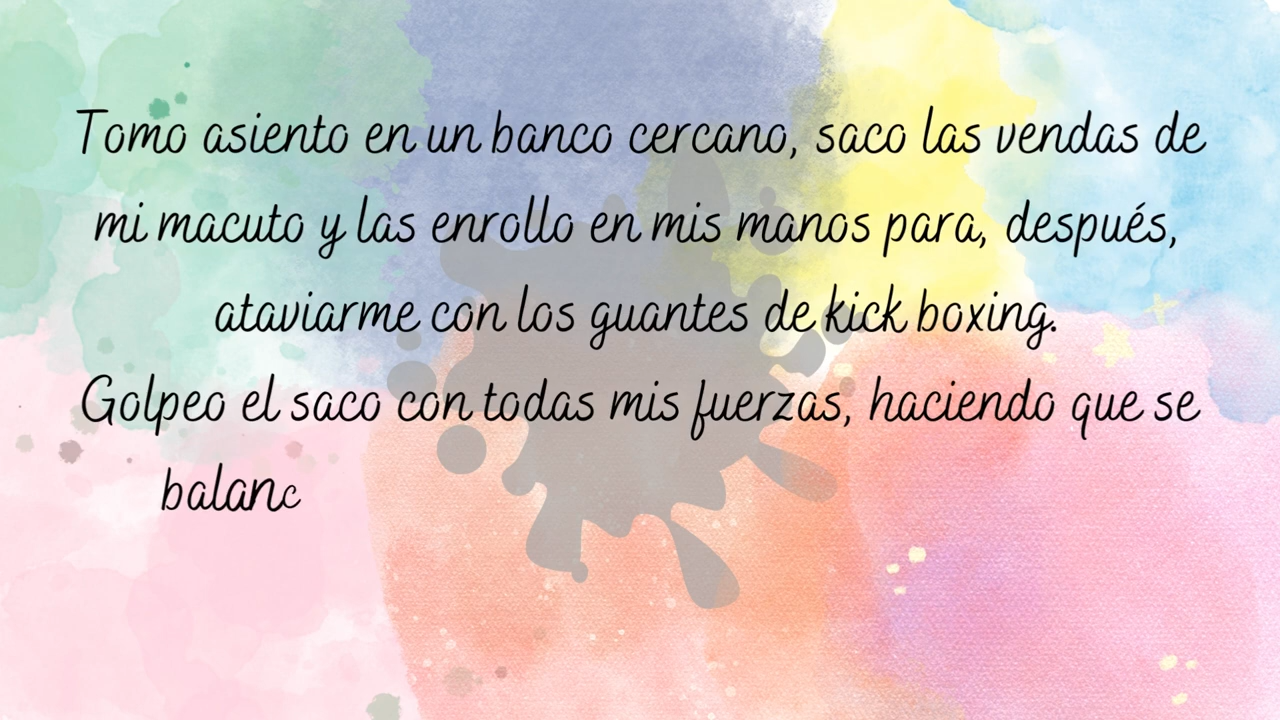 Tomo asiento en un banco cercano, saco las vendas de
mi macuto y las enrollo en mis manos para, después,
ataviarme con los guantes de kick boxing.
Golpeo el saco con todas mis fuerzas, haciendo que se
balanc